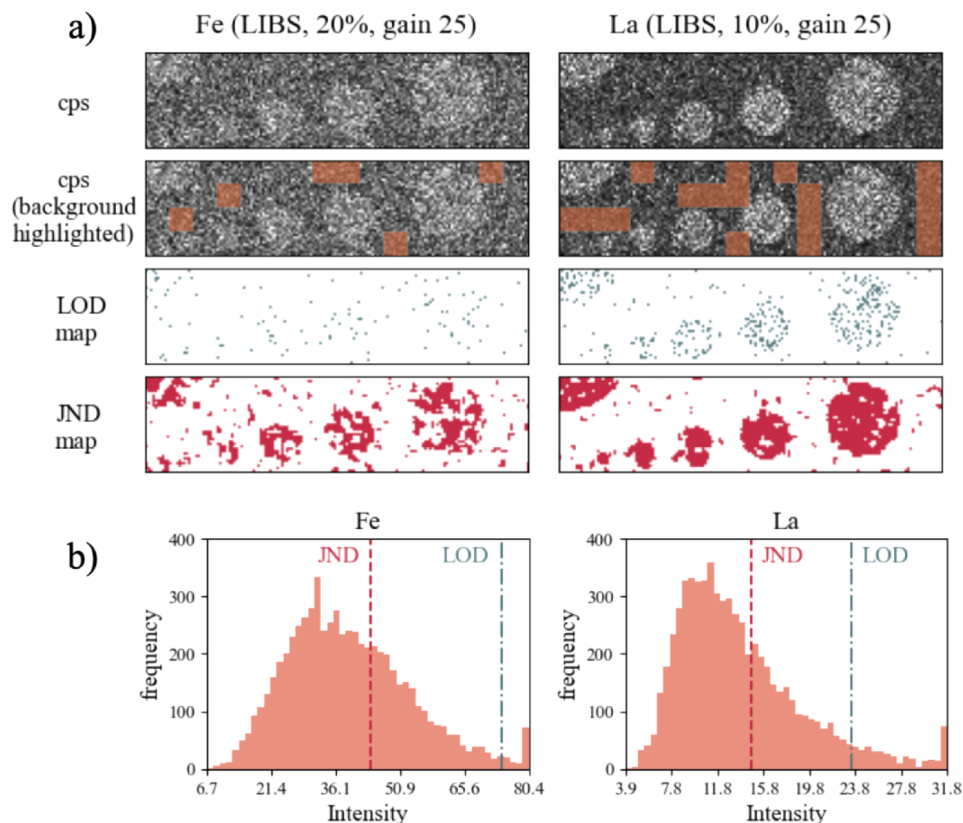 a)
Fe (LIBS, 20%, gain 25)
La (LIBS, 10%, gain 25)
cps
cps
(background
highlighted)
LOD
map
JND
map
b)
Fe
La
400
300
200
100
0
frequency
JND
LOD
6.7
21.4
36.1
50.9
65.6
80.4
Intensity
400
300
200
100
0
frequency
JND
LOD
3.9
7.8
11.8
15.8
19.8
23.8
27.8
31.8
Intensity